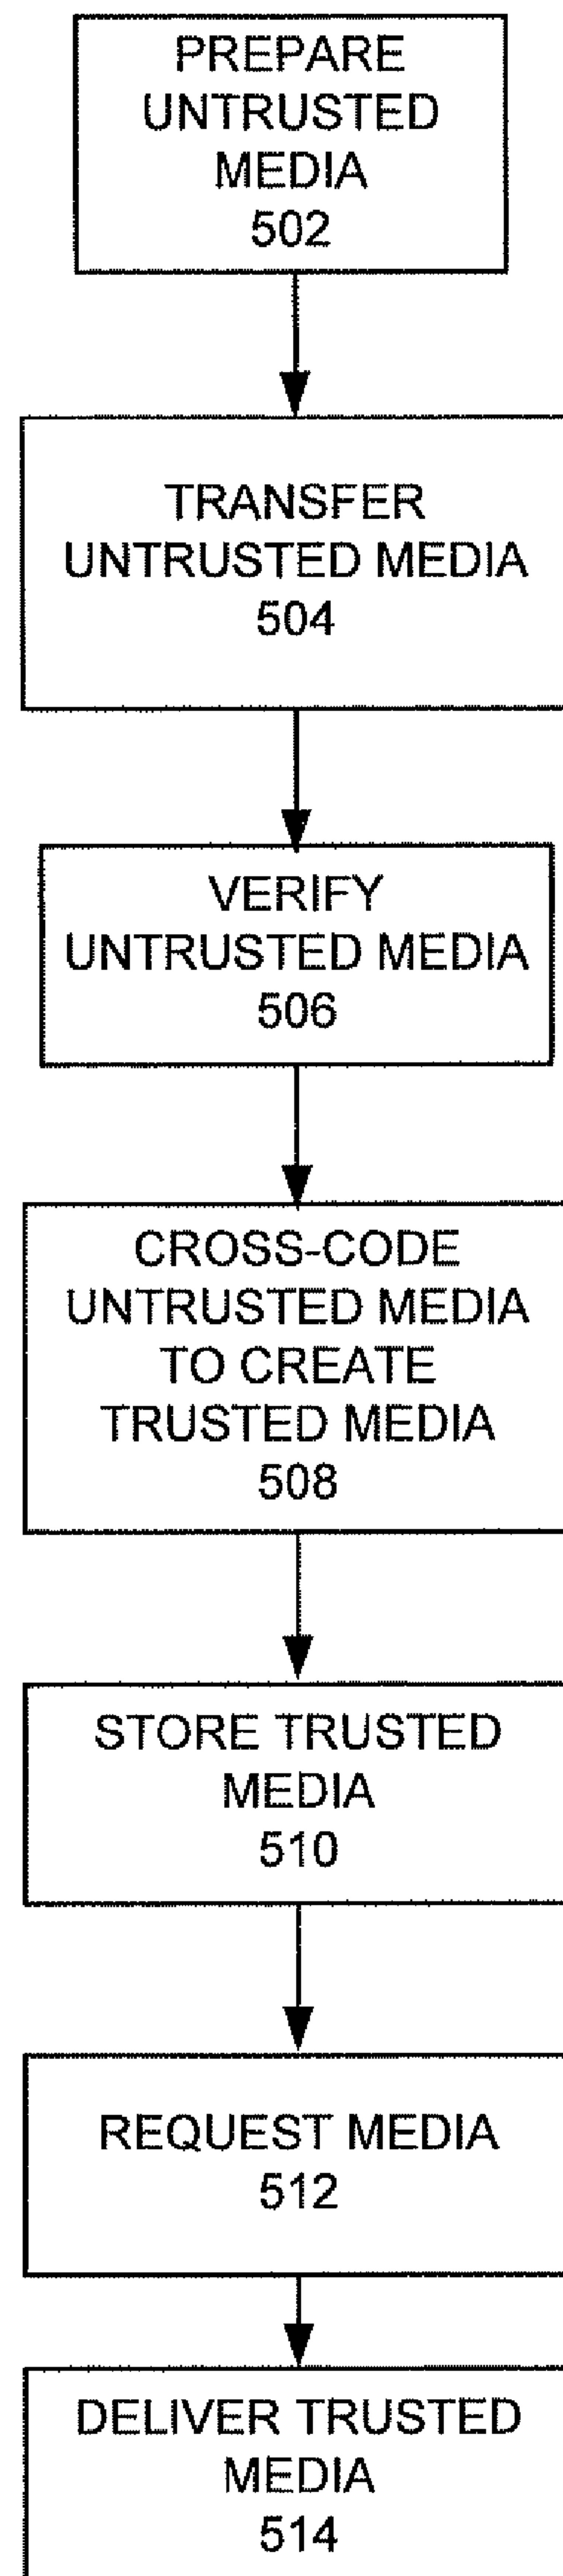 PREPARE
UNTRUSTED
MEDIA
502
TRANSFER
UNTRUSTED MEDIA
504
VERIFY
UNTRUSTED MEDIA
506
CROSS-CODE
UNTRUSTED MEDIA
TO CREATE
TRUSTED MEDIA
508
STORE TRUSTED
MEDIA
510
REQUEST MEDIA
512
DELIVER TRUSTED
MEDIA
514